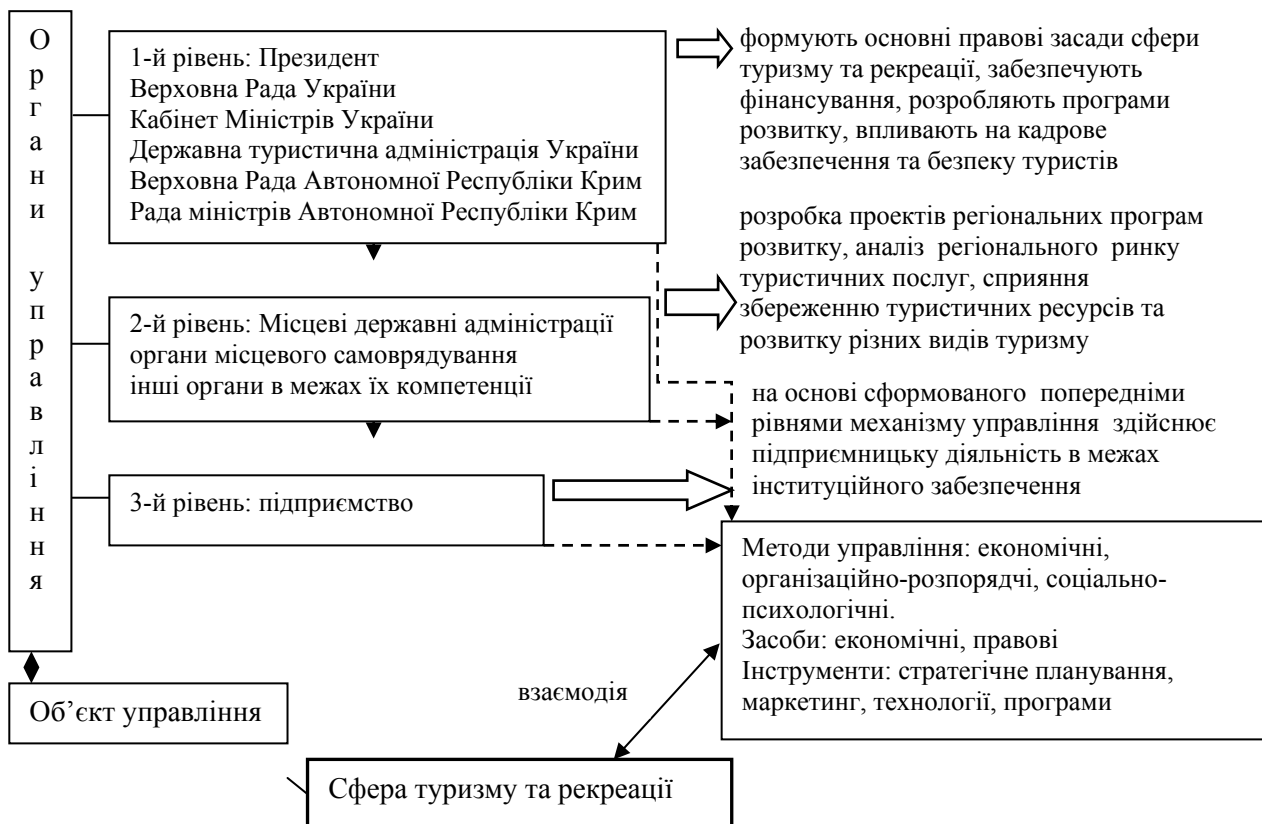 Органи управління
1-й рівень: Президент
Верховна Рада України
Кабінет Міністрів України
Державна туристична адміністрація України
Верховна Рада Автономної Республіки Крим
Рада міністрів Автономної Республіки Крим
формують основні правові засади сфери
туризму та рекреації, забезпечують
фінансування, розробляють програми
розвитку, впливають на кадрове
забезпечення та безпеку туристів
2-й рівень: Місцеві державні адміністрації
органи місцевого самоврядування
інші органи в межах їх компетенції
розробка проектів регіональних програм
розвитку, аналіз регіонального ринку
туристичних послуг, сприяння
збереженню туристичних ресурсів та
розвитку різних видів туризму
3-й рівень: підприємство
на основі сформованого попередніми
рівнями механізму управління здійснює
підприємницьку діяльність в межах
інституційного забезпечення
Методи управління: економічні,
організаційно-розпорядчі, соціально-
психологічні.
Засоби: економічні, правові
Інструменти: стратегічне планування,
маркетинг, технології, програми
взаємодія
Об’єкт управління
Сфера туризму та рекреації